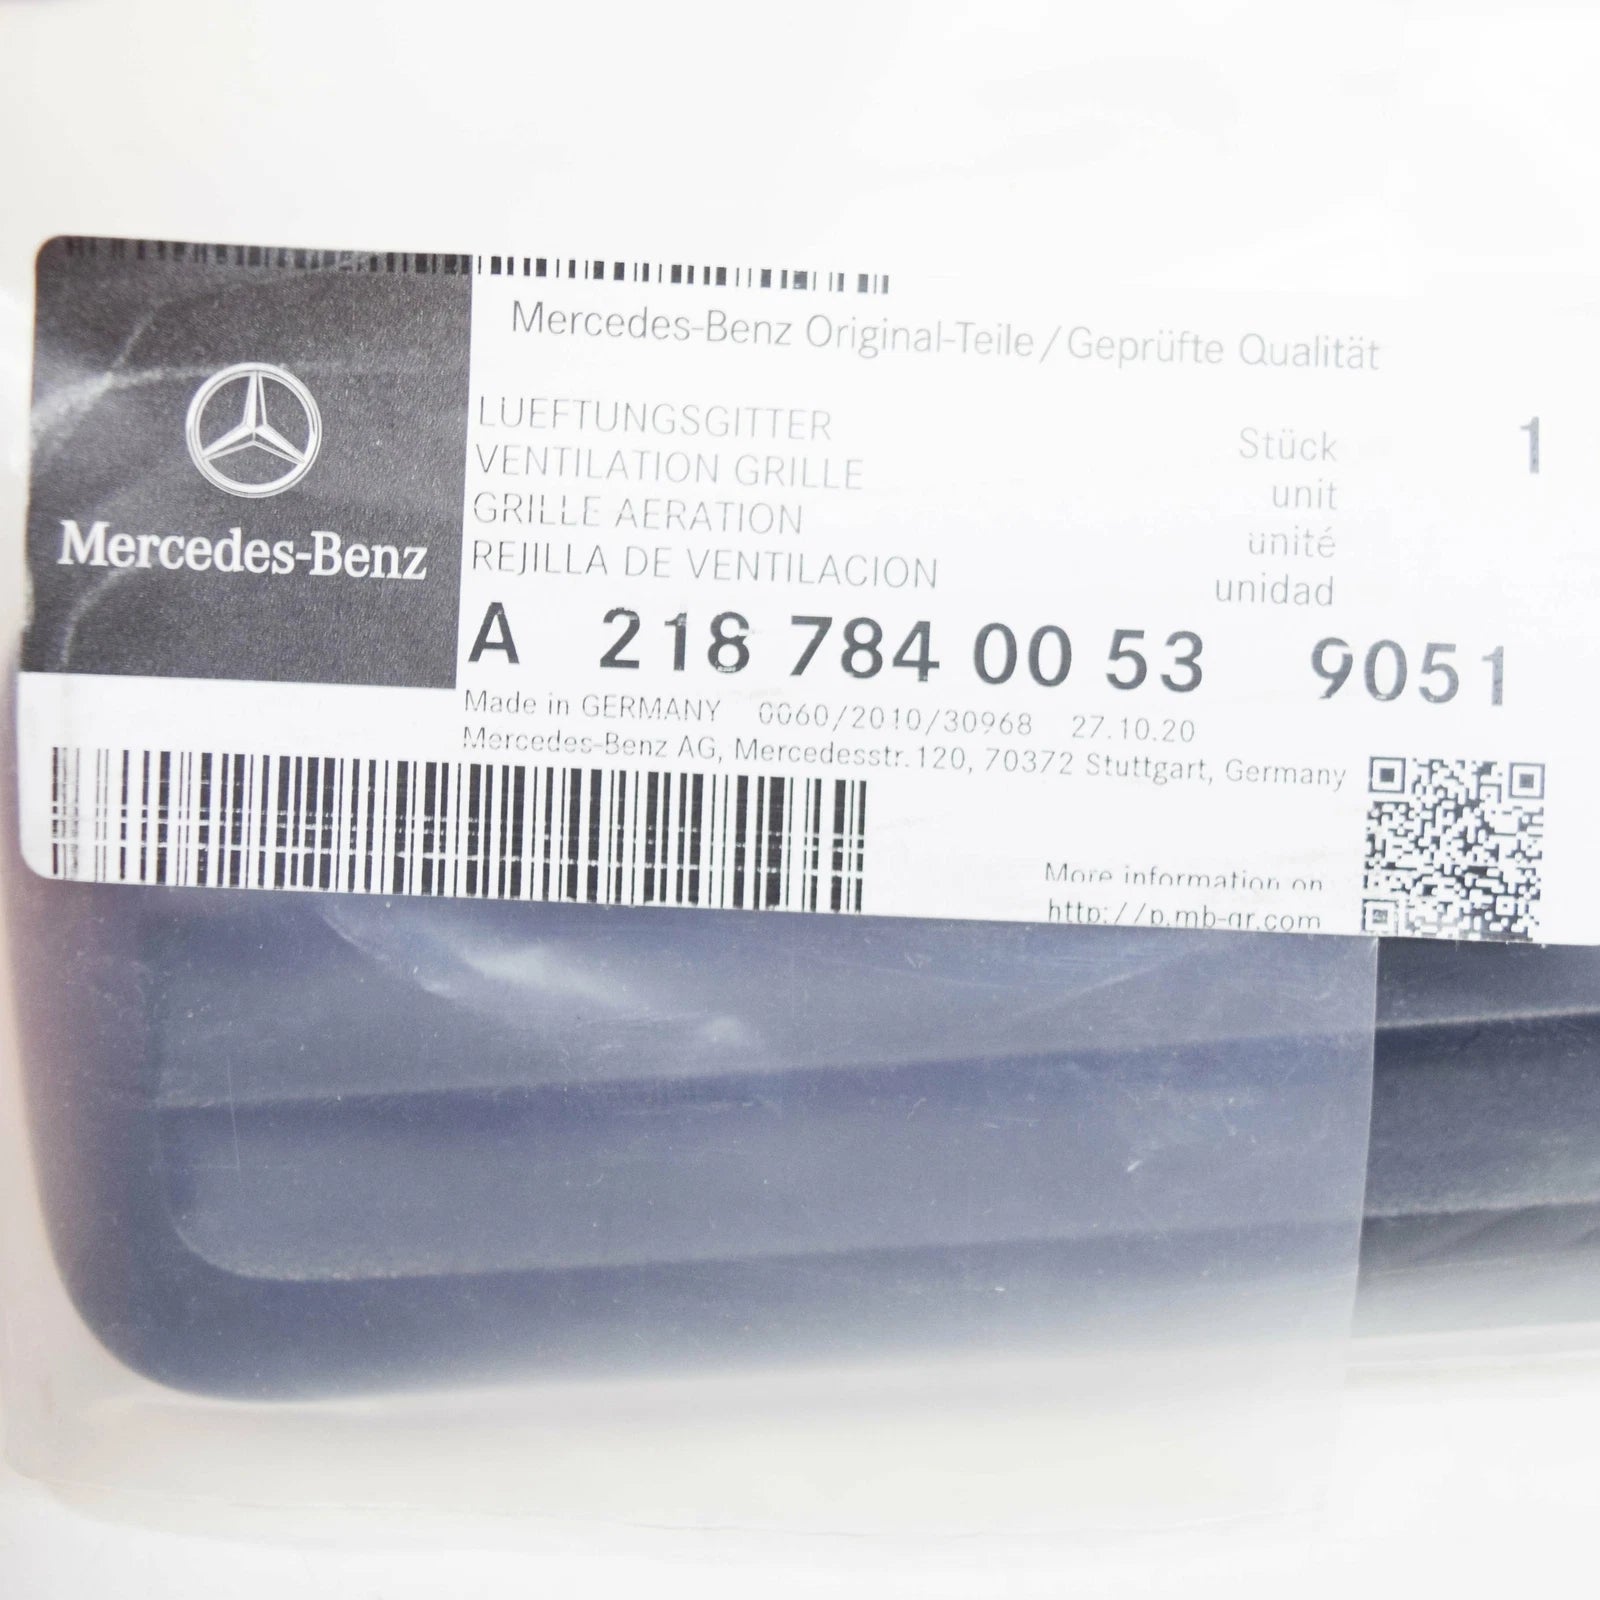 Mercedes-Benz
Mercedes-Benz Original-Teile/Geprüfte Qualität
LUEFTUNGSGITTER
VENTILATION GRILLE
GRILLE AERATION
REJILLA DE VENTILACION
Stück 1
unit
unité
unidad
A 218 784 00 53 9051
Made in GERMANY 0060/2010/30968 27.10.20
Mercedes-Benz AG, Mercedesstr. 120, 70372 Stuttgart, Germany
More information on
http://p.mb-qr.com